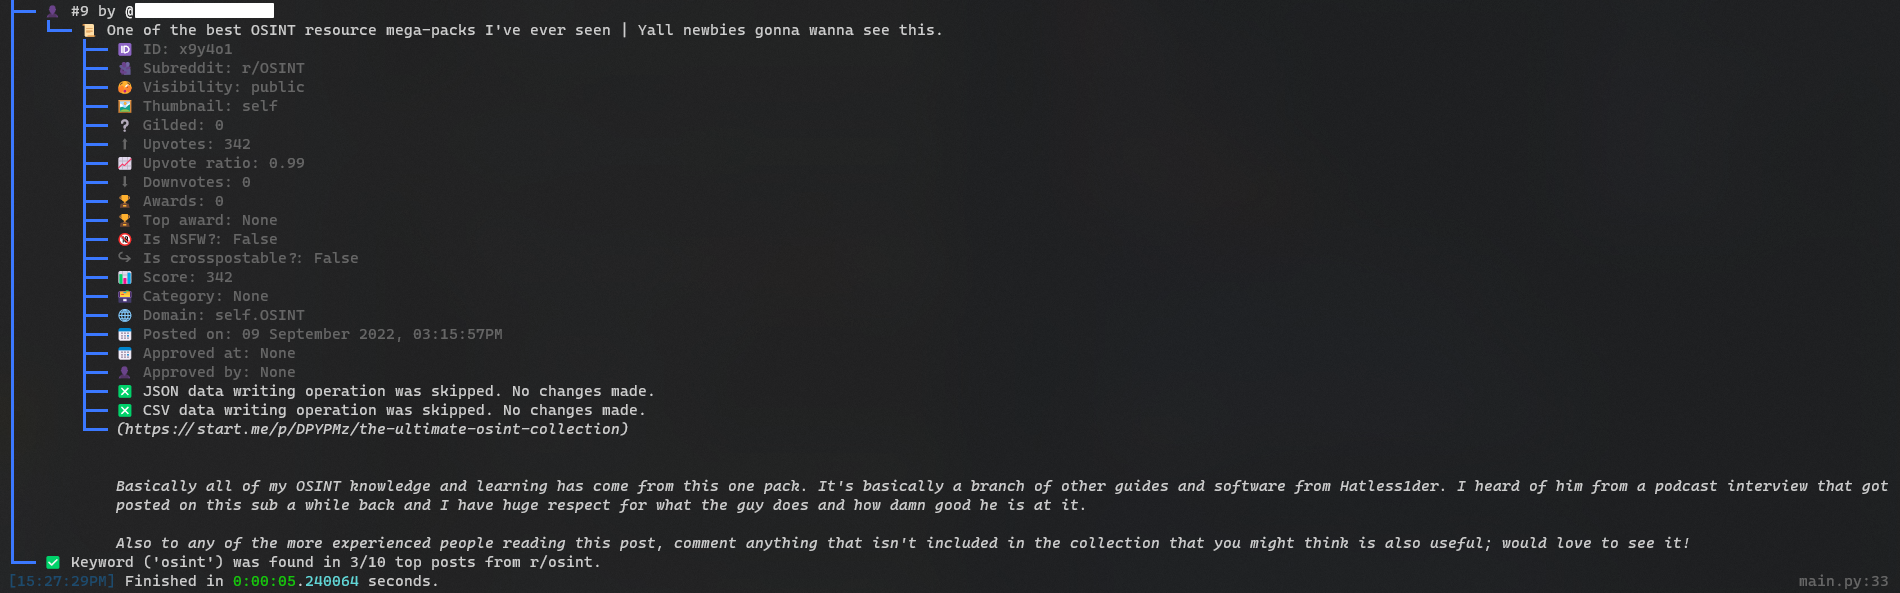 #9 by @
One of the best OSINT resource mega-packs I've ever seen | Yall newbies gonna wanna see this.
ID: x9y4o1
Subreddit: r/OSINT
Visibility: public
Thumbnail: self
Gilded: 0
Upvotes: 342
Upvote ratio: 0.99
Downvotes: 0
Awards: 0
Top award: None
Is NSFW?: False
Is crosspostable?: False
Score: 342
Category: None
Domain: self.OSINT
Posted on: 09 September 2022, 03:15:57PM
Approved at: None
Approved by: None
JSON data writing operation was skipped. No changes made.
CSV data writing operation was skipped. No changes made.
(https://start.me/p/DPYPMz/the-ultimate-osint-collection)
Basically all of my OSINT knowledge and learning has come from this one pack. It's basically a branch of other guides and software from Hatless1der. I heard of him from a podcast interview that got
posted on this sub a while back and I have huge respect for what the guy does and how damn good he is at it.
Also to any of the more experienced people reading this post, comment anything that isn't included in the collection that you might think is also useful; would love to see it!
Keyword ('osint') was found in 3/10 top posts from r/osint.
[15:27:29PM] Finished in 0:00:05.240064 seconds. main.py:33